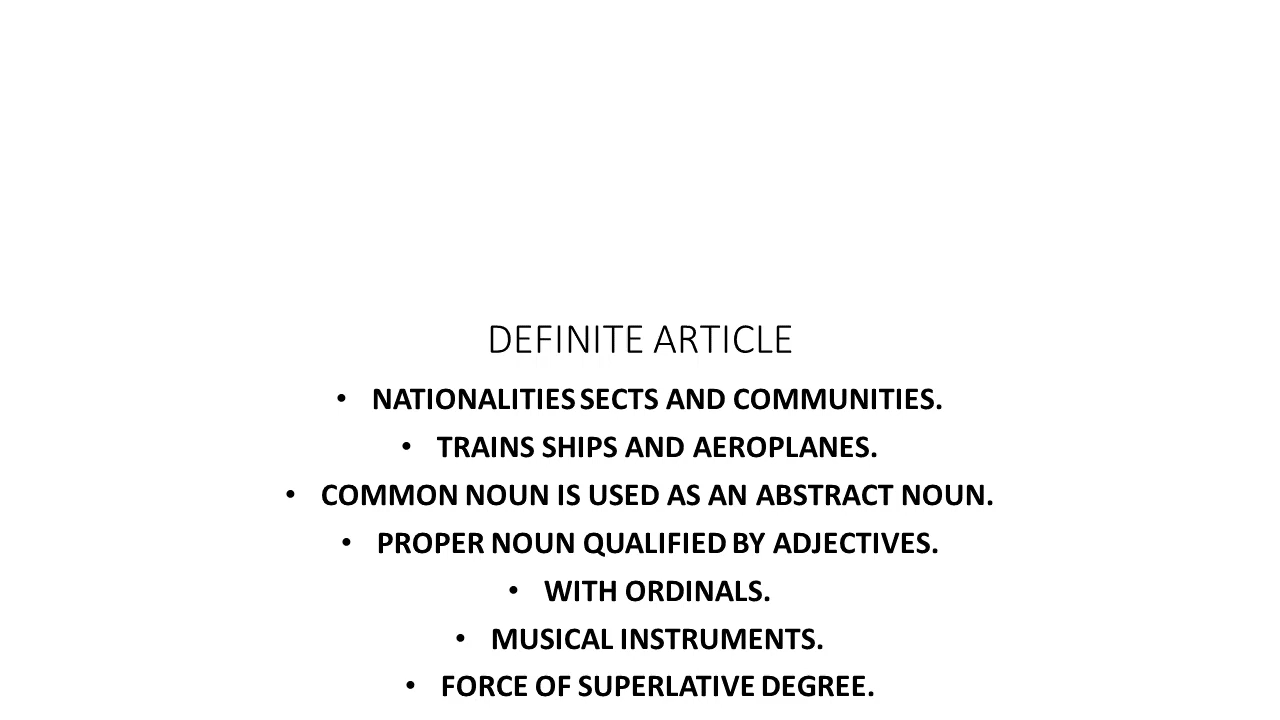 DEFINITE ARTICLE
• NATIONALITIES SECTS AND COMMUNITIES.
• TRAINS SHIPS AND AEROPLANES.
• COMMON NOUN IS USED AS AN ABSTRACT NOUN.
• PROPER NOUN QUALIFIED BY ADJECTIVES.
• WITH ORDINALS.
• MUSICAL INSTRUMENTS.
• FORCE OF SUPERLATIVE DEGREE.